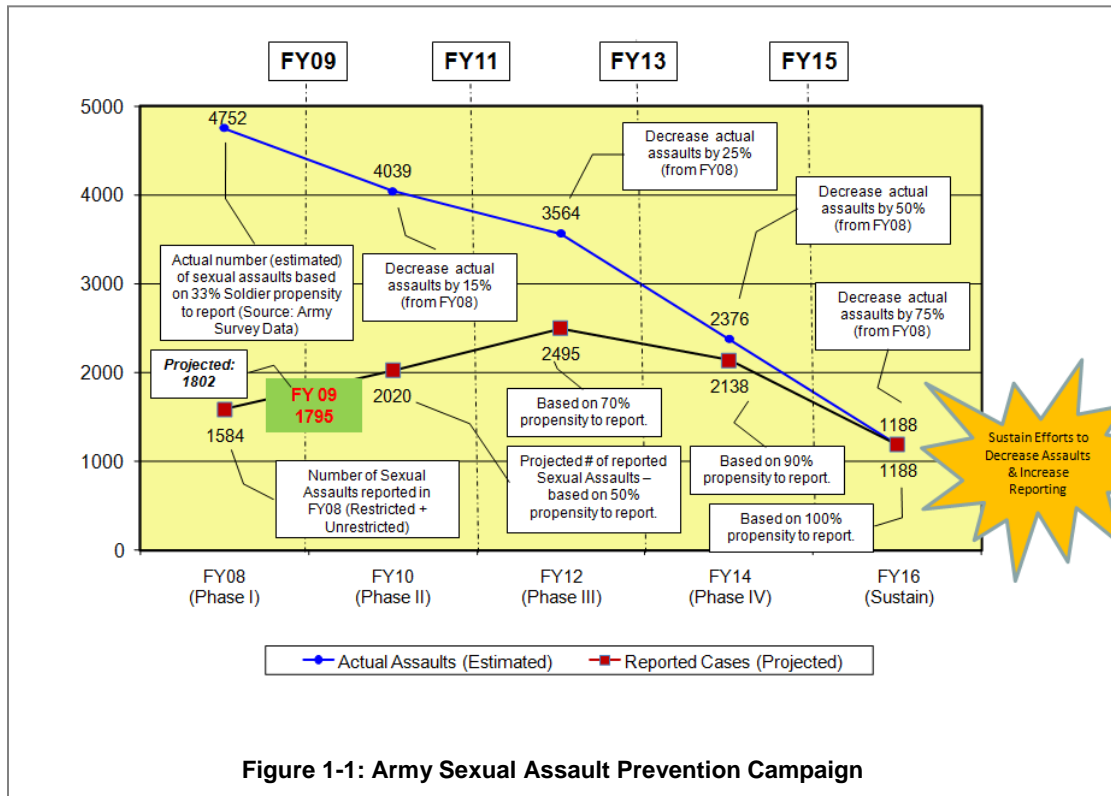 FY09
FY11
FY13
FY15
5000
4000
3000
2000
1000
0
4752
4039
3564
2376
1188
Decrease actual
assaults by 25%
(from FY08)
Decrease actual
assaults by 50%
(from FY08)
Actual number (estimated)
of sexual assaults based
on 33% Soldier propensity
to report (Source: Army
Survey Data)
Decrease actual
assaults by 15%
(from FY08)
Decrease actual
assaults by 75%
(from FY08)
Projected:
1802
FY 09
1795
1584
2020
2495
2138
1188
Based on 70%
propensity to report.
Number of Sexual
Assaults reported in
FY08 (Restricted +
Unrestricted)
Projected # of reported
Sexual Assaults –
based on 50%
propensity to report.
Based on 90%
propensity to report.
Based on 100%
propensity to report.
Sustain Efforts to
Decrease Assaults
& Increase
Reporting
FY08
(Phase I)
FY10
(Phase II)
FY12
(Phase III)
FY14
(Phase IV)
FY16
(Sustain)
Actual Assaults (Estimated)
Reported Cases (Projected)
Figure 1-1: Army Sexual Assault Prevention Campaign